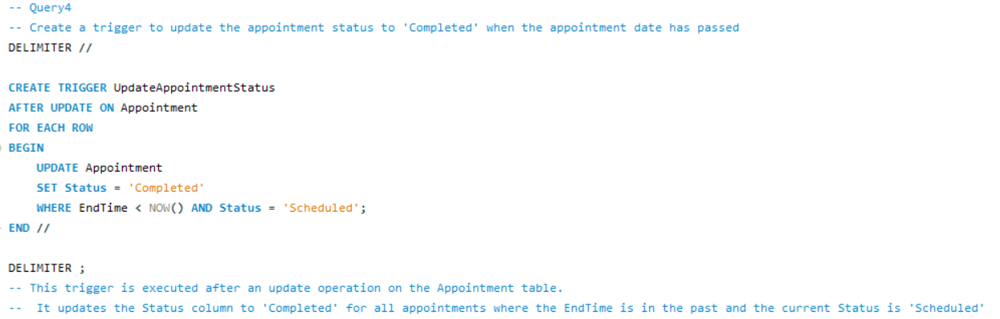 -- Query4
-- Create a trigger to update the appointment status to 'Completed' when the appointment date has passed
DELIMITER //
CREATE TRIGGER UpdateAppointmentStatus
AFTER UPDATE ON Appointment
FOR EACH ROW
BEGIN
    UPDATE Appointment
    SET Status = 'Completed'
    WHERE EndTime < NOW() AND Status = 'Scheduled';
END //
DELIMITER ;
-- This trigger is executed after an update operation on the Appointment table.
--  It updates the Status column to 'Completed' for all appointments where the EndTime is in the past and the current Status is 'Scheduled'